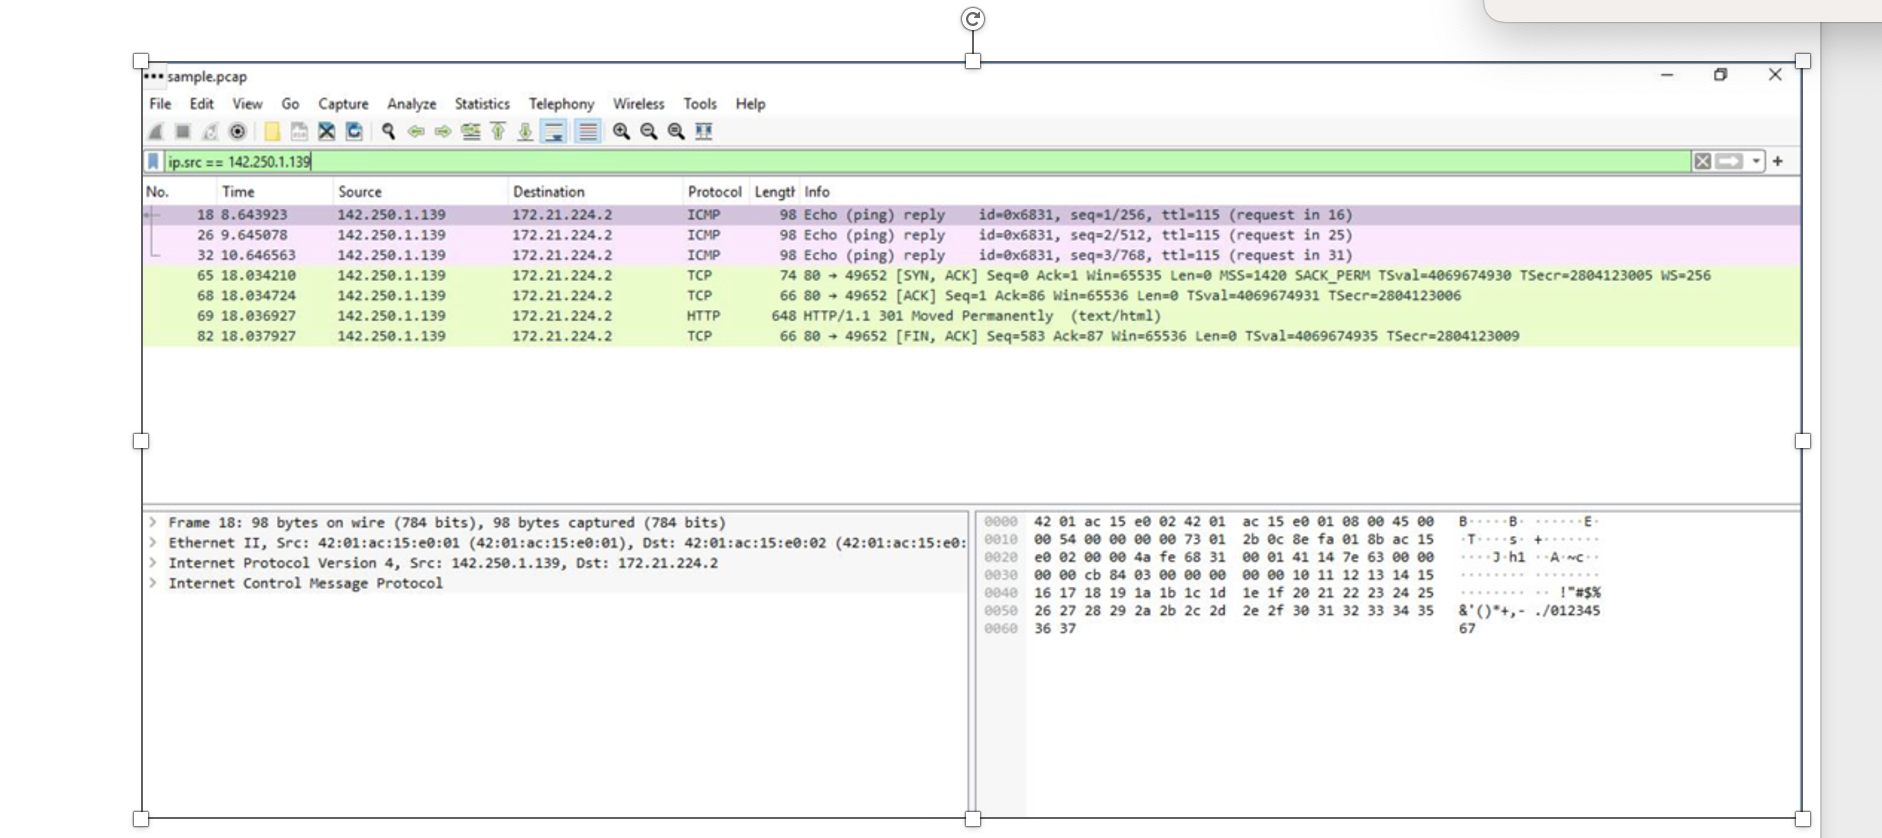 sample.pcap
File Edit View Go Capture Analyze Statistics Telephony Wireless Tools Help
ip.src == 142.250.1.139
No. Time Source Destination Protocol Length Info
18 8.643923 142.250.1.139 172.21.224.2 ICMP 98 Echo (ping) reply id=0x6831, seq=1/256, ttl=115 (request in 16)
26 9.645078 142.250.1.139 172.21.224.2 ICMP 98 Echo (ping) reply id=0x6831, seq=2/512, ttl=115 (request in 25)
32 10.646563 142.250.1.139 172.21.224.2 ICMP 98 Echo (ping) reply id=0x6831, seq=3/768, ttl=115 (request in 31)
65 18.034210 142.250.1.139 172.21.224.2 TCP 74 80 → 49652 [SYN, ACK] Seq=0 Ack=1 Win=65535 Len=0 MSS=1420 SACK_PERM TSval=4069674930 TSecr=2804123005 WS=256
68 18.034724 142.250.1.139 172.21.224.2 TCP 66 80 → 49652 [ACK] Seq=1 Ack=86 Win=65536 Len=0 TSval=4069674931 TSecr=2804123006
69 18.036927 142.250.1.139 172.21.224.2 HTTP 648 HTTP/1.1 301 Moved Permanently (text/html)
82 18.037927 142.250.1.139 172.21.224.2 TCP 66 80 → 49652 [FIN, ACK] Seq=583 Ack=87 Win=65536 Len=0 TSval=4069674935 TSecr=2804123009
Frame 18: 98 bytes on wire (784 bits), 98 bytes captured (784 bits)
Ethernet II, Src: 42:01:ac:15:e0:01 (42:01:ac:15:e0:01), Dst: 42:01:ac:15:e0:02 (42:01:ac:15:e0:
Internet Protocol Version 4, Src: 142.250.1.139, Dst: 172.21.224.2
Internet Control Message Protocol
0000 42 01 ac 15 e0 02 42 01 ac 15 e0 01 08 00 45 00 B·····B· ······E·
0010 00 54 00 00 00 00 73 01 2b 0c 8e fa 01 8b ac 15 ·T····s· +·······
0020 e0 02 00 00 4a fe 68 31 00 01 41 14 7e 63 00 00 ····J·h1 ··A·~c··
0030 00 00 cb 84 03 00 00 00 00 00 10 11 12 13 14 15 ········ ········
0040 16 17 18 19 1a 1b 1c 1d 1e 1f 20 21 22 23 24 25 ········ ·· !"#$%
0050 26 27 28 29 2a 2b 2c 2d 2e 2f 30 31 32 33 34 35 &'()*+,- ./012345
0060 36 37 67